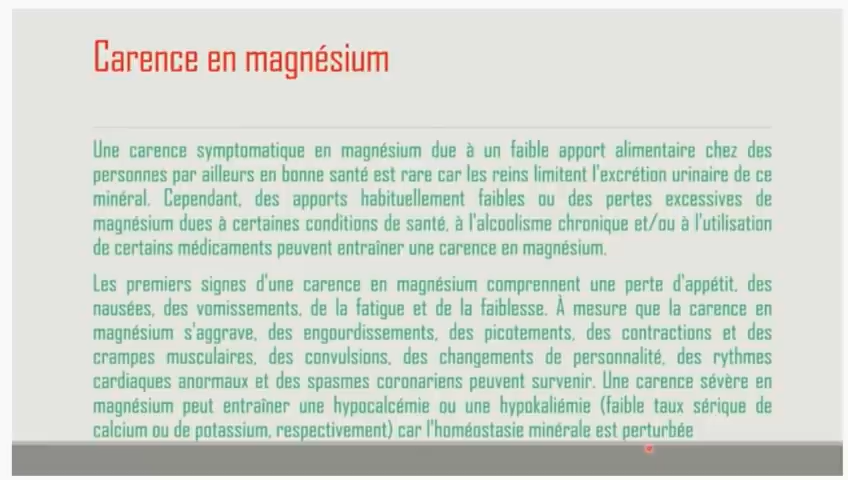 Carence en magnésium
Une carence symptomatique en magnésium due à un faible apport alimentaire chez des
personnes par ailleurs en bonne santé est rare car les reins limitent l'excrétion urinaire de ce
minéral. Cependant, des apports habituellement faibles ou des pertes excessives de
magnésium dues à certaines conditions de santé, à l'alcoolisme chronique et/ou à l'utilisation
de certains médicaments peuvent entraîner une carence en magnésium.
Les premiers signes d'une carence en magnésium comprennent une perte d'appétit, des
nausées, des vomissements, de la fatigue et de la faiblesse. À mesure que la carence en
magnésium s'aggrave, des engourdissements, des picotements, des contractions et des
crampes musculaires, des convulsions, des changements de personnalité, des rythmes
cardiaques anormaux et des spasmes coronariens peuvent survenir. Une carence sévère en
magnésium peut entraîner une hypocalcémie ou une hypokaliémie (faible taux sérique de
calcium ou de potassium, respectivement) car l'homéostasie minérale est perturbée